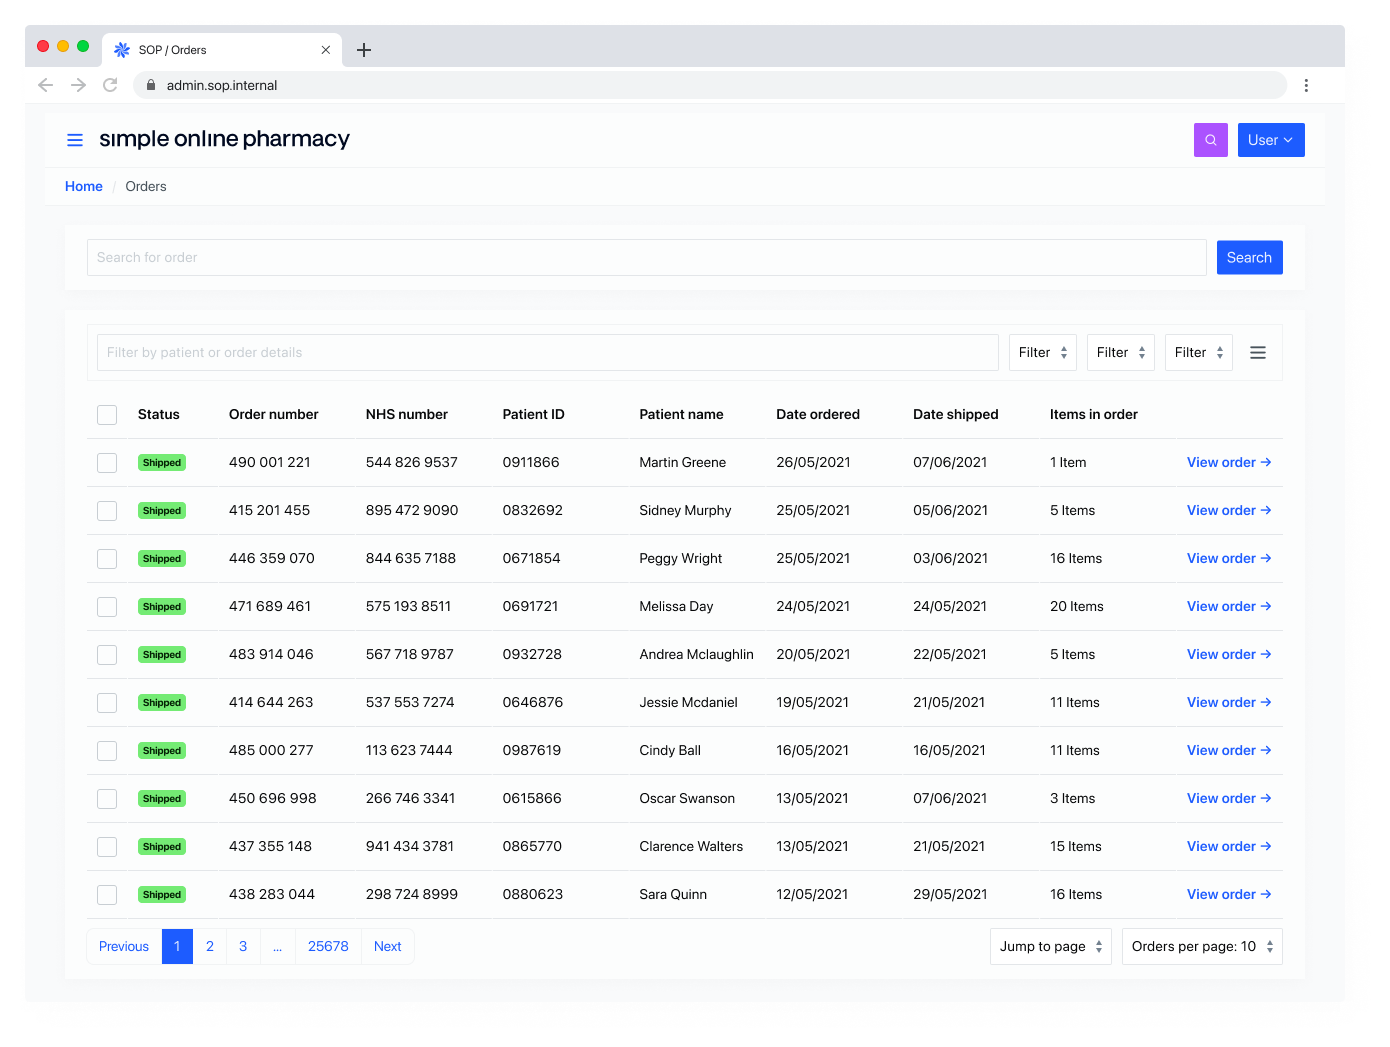 SOP / Orders
admin.sop.internal
simple online pharmacy
User
Home / Orders
Search for order
Search
Filter by patient or order details
Filter
Filter
Filter
Status Order number NHS number Patient ID Patient name Date ordered Date shipped Items in order
Shipped 490 001 221 544 826 9537 0911866 Martin Greene 26/05/2021 07/06/2021 1 Item View order →
Shipped 415 201 455 895 472 9090 0832692 Sidney Murphy 25/05/2021 05/06/2021 5 Items View order →
Shipped 446 359 070 844 635 7188 0671854 Peggy Wright 25/05/2021 03/06/2021 16 Items View order →
Shipped 471 689 461 575 193 8511 0691721 Melissa Day 24/05/2021 24/05/2021 20 Items View order →
Shipped 483 914 046 567 718 9787 0932728 Andrea Mclaughlin 20/05/2021 22/05/2021 5 Items View order →
Shipped 414 644 263 537 553 7274 0646876 Jessie Mcdaniel 19/05/2021 21/05/2021 11 Items View order →
Shipped 485 000 277 113 623 7444 0987619 Cindy Ball 16/05/2021 16/05/2021 11 Items View order →
Shipped 450 696 998 266 746 3341 0615866 Oscar Swanson 13/05/2021 07/06/2021 3 Items View order →
Shipped 437 355 148 941 434 3781 0865770 Clarence Walters 13/05/2021 21/05/2021 15 Items View order →
Shipped 438 283 044 298 724 8999 0880623 Sara Quinn 12/05/2021 29/05/2021 16 Items View order →
Previous 1 2 3 ... 25678 Next
Jump to page
Orders per page: 10